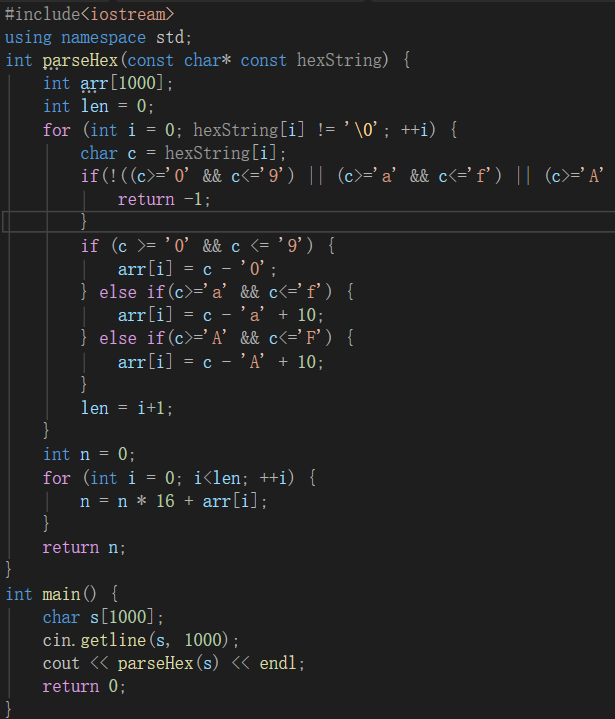 #include<iostream>
using namespace std;
int parseHex(const char* const hexString) {
    int arr[1000];
    int len = 0;
    for (int i = 0; hexString[i] != '\0'; ++i) {
        char c = hexString[i];
        if(!((c>='0' && c<='9') || (c>='a' && c<='f') || (c>='A'
            return -1;
        }
        if (c >= '0' && c <= '9') {
            arr[i] = c - '0';
        } else if(c>='a' && c<='f') {
            arr[i] = c - 'a' + 10;
        } else if(c>='A' && c<='F') {
            arr[i] = c - 'A' + 10;
        }
        len = i+1;
    }
    int n = 0;
    for (int i = 0; i<len; ++i) {
        n = n * 16 + arr[i];
    }
    return n;
}
int main() {
    char s[1000];
    cin.getline(s, 1000);
    cout << parseHex(s) << endl;
    return 0;
}